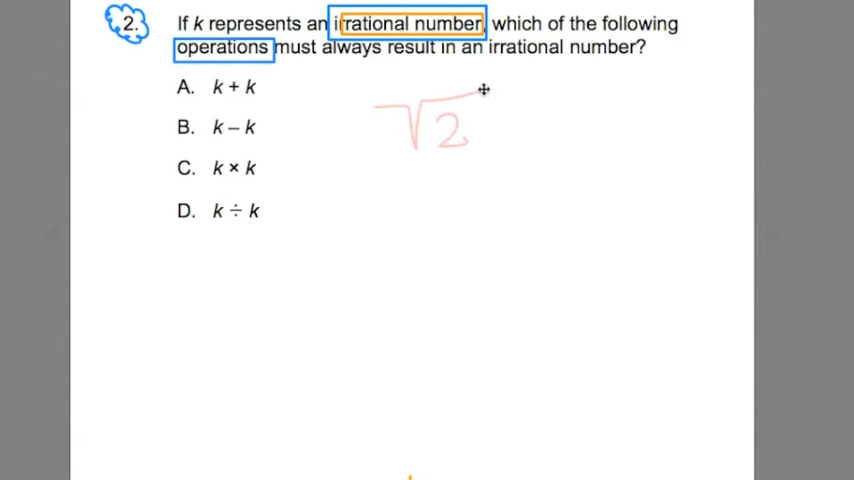 2. If k represents an irrational number, which of the following
operations must always result in an irrational number?
A. k + k
√2
B. k – k
C. k × k
D. k ÷ k